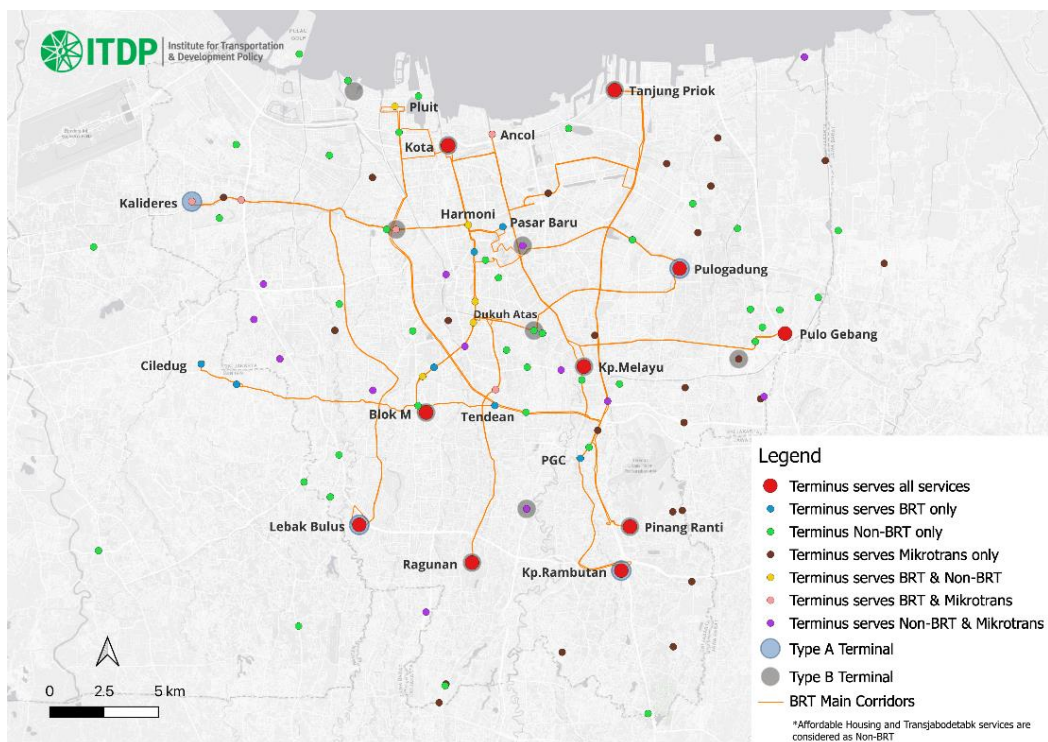 ITDP
Institute for Transportation
& Development Policy
Tanjung Priok
Pluit
Ancol
Kota
Kalideres
Harmoni
Pasar Baru
Pulogadung
Dukuh Atas
Pulo Gebang
Ciledug
Kp.Melayu
Blok M
Tendean
PGC
Lebak Bulus
Pinang Ranti
Ragunan
Kp.Rambutan
Legend
Terminus serves all services
Terminus serves BRT only
Terminus Non-BRT only
Terminus serves Mikrotrans only
Terminus serves BRT & Non-BRT
Terminus serves BRT & Mikrotrans
Terminus serves Non-BRT & Mikrotrans
Type A Terminal
Type B Terminal
BRT Main Corridors
*Affordable Housing and Transjabodetabk services are
considered as Non-BRT
0 2.5 5 km